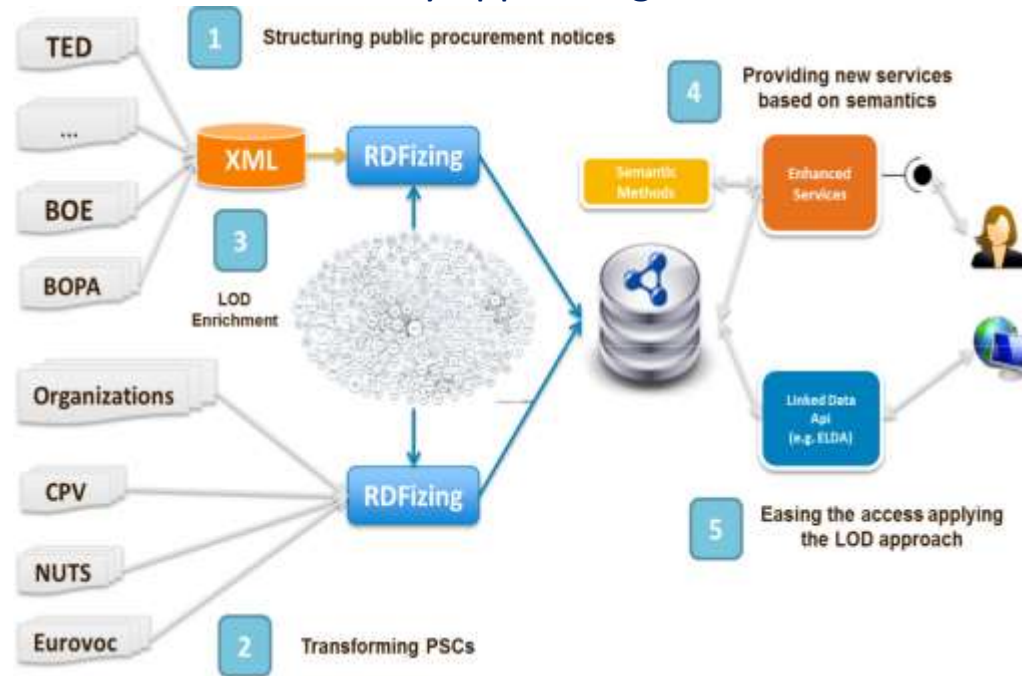 1
Structuring public procurement notices
TED
...
BOE
BOPA
XML
RDFizing
3
LOD
Enrichment
4
Providing new services
based on semantics
Semantic
Methods
Enhanced
Services
Organizations
CPV
NUTS
Eurovoc
RDFizing
Linked Data
Api
(e.g. ELDA)
2
Transforming PSCs
5
Easing the access applying
the LOD approach